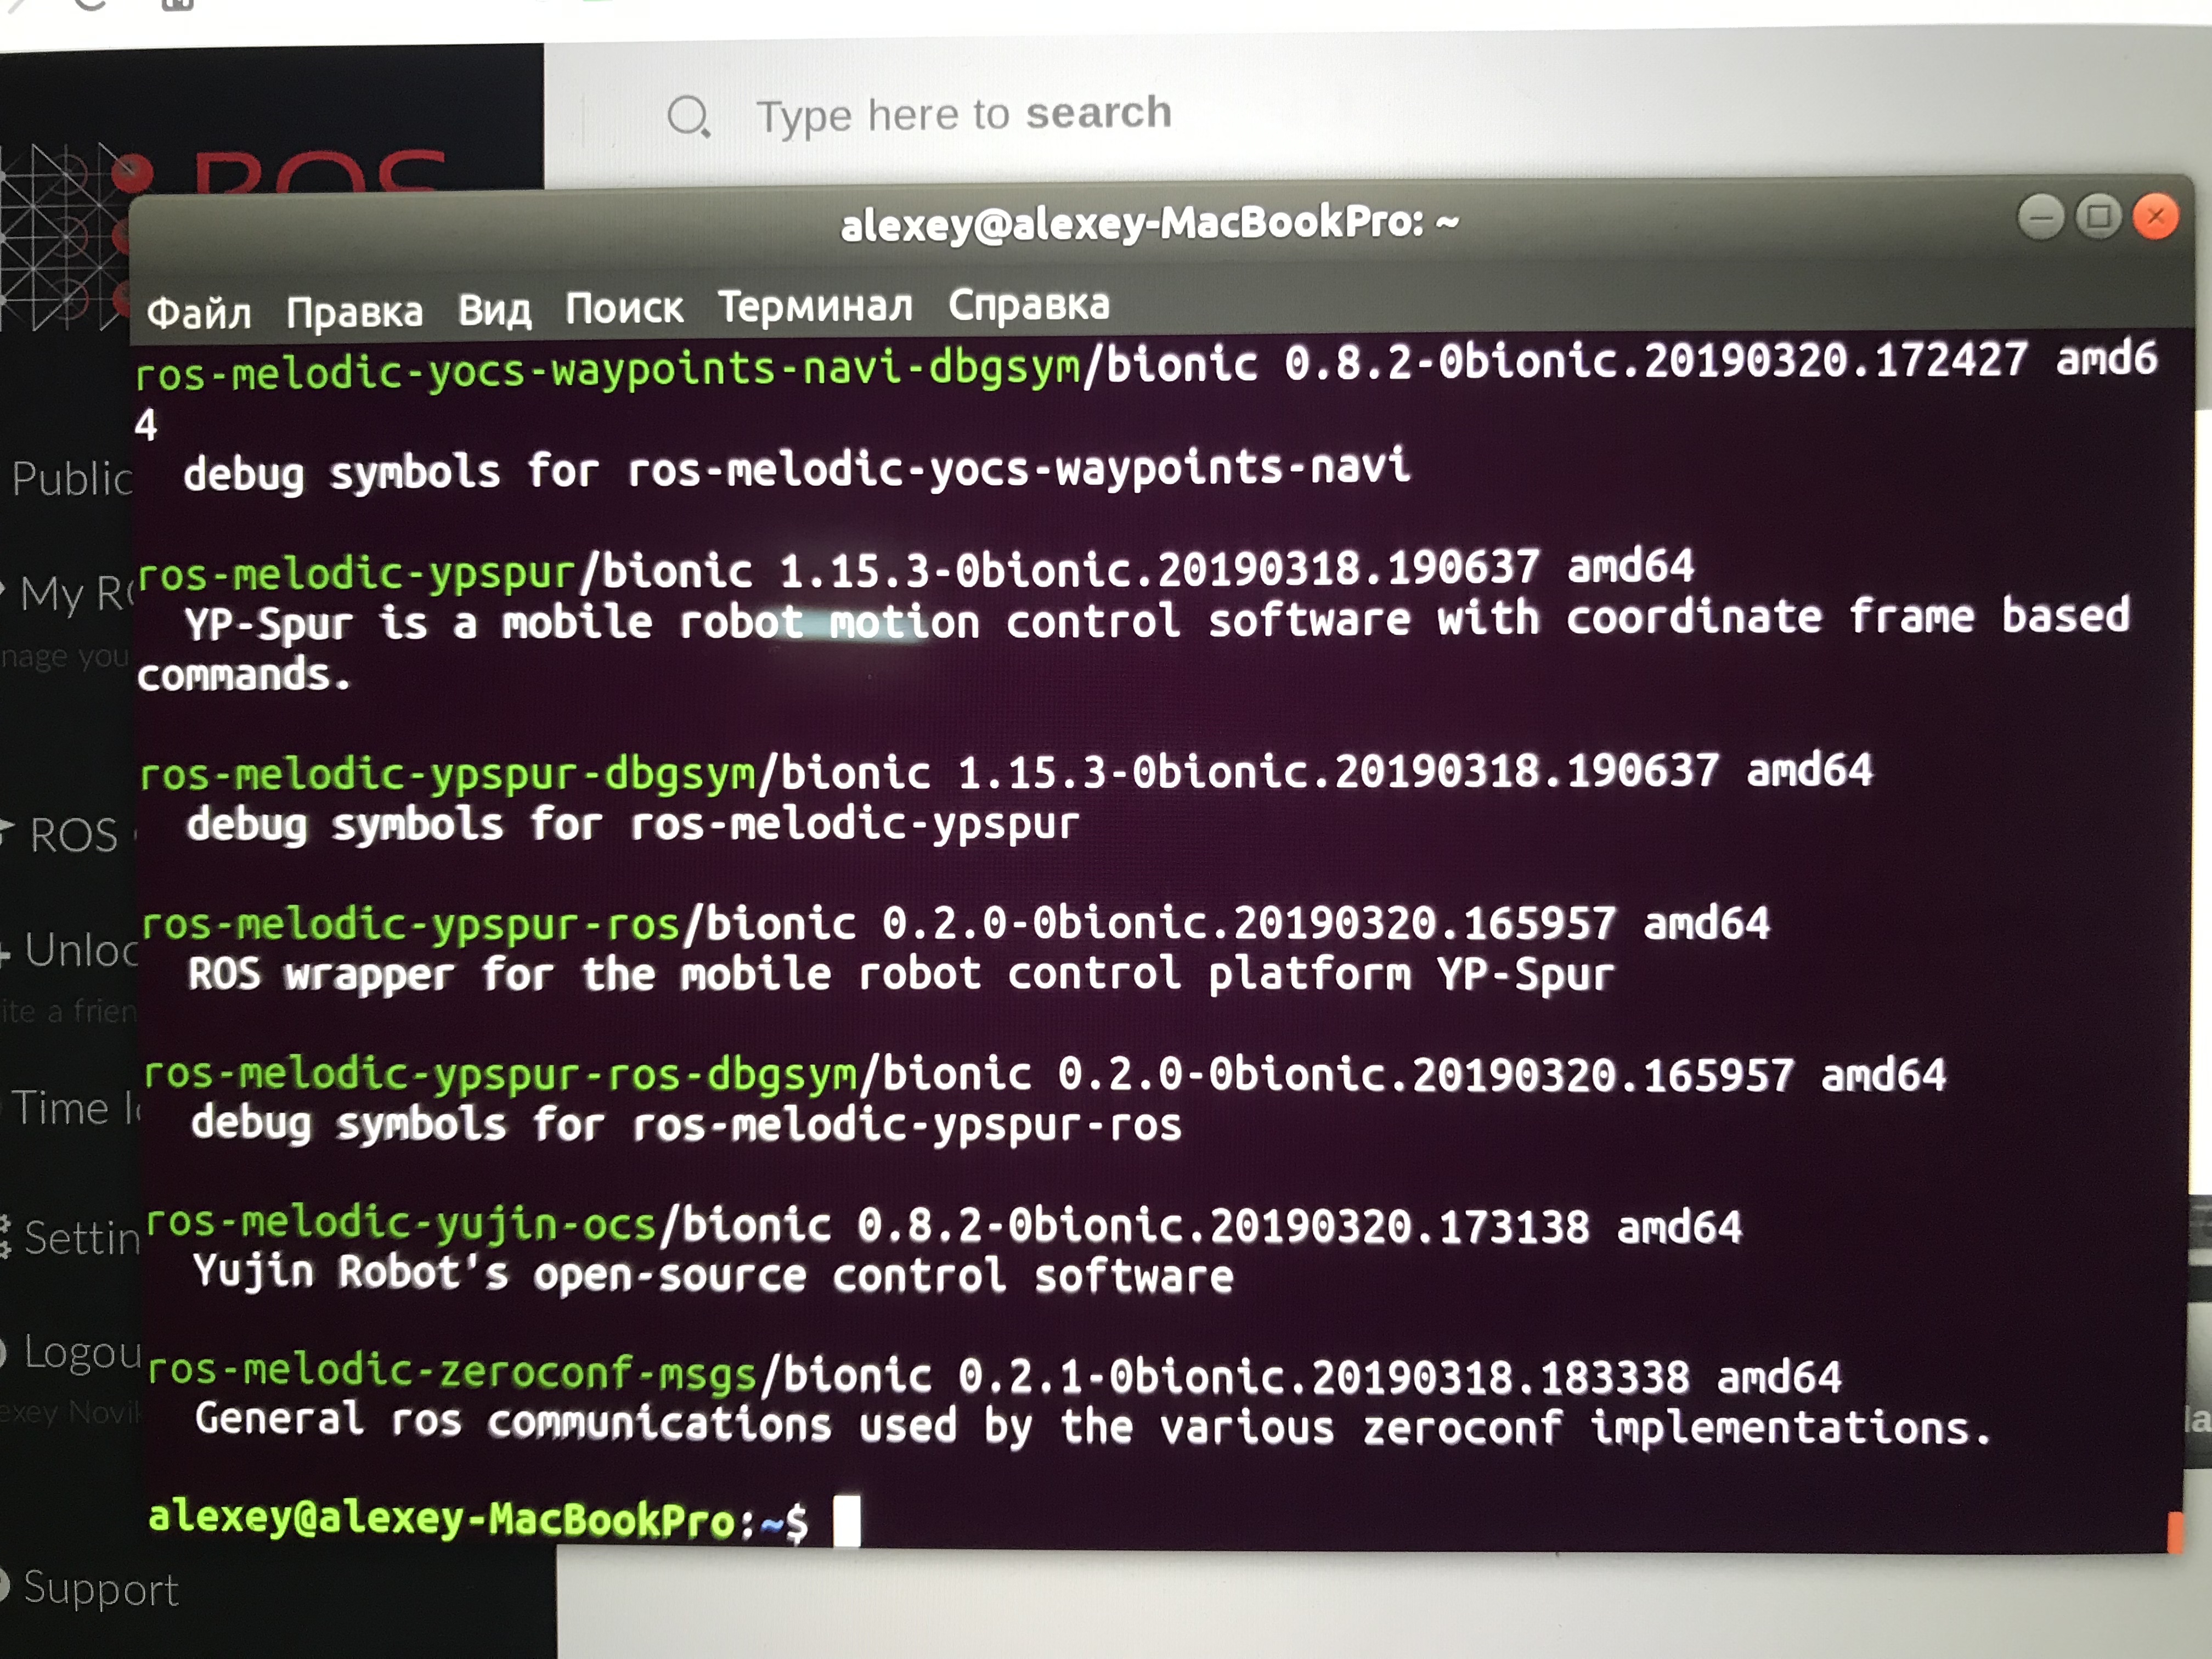 Type here to search
ROS
alexey@alexey-MacBookPro: ~
Файл Правка Вид Поиск Терминал Справка
ros-melodic-yocs-waypoints-navi-dbgsym/bionic 0.8.2-0bionic.20190320.172427 amd6
4
debug symbols for ros-melodic-yocs-waypoints-navi
ros-melodic-ypspur/bionic 1.15.3-0bionic.20190318.190637 amd64
YP-Spur is a mobile robot motion control software with coordinate frame based
commands.
ros-melodic-ypspur-dbgsym/bionic 1.15.3-0bionic.20190318.190637 amd64
debug symbols for ros-melodic-ypspur
ros-melodic-ypspur-ros/bionic 0.2.0-0bionic.20190320.165957 amd64
ROS wrapper for the mobile robot control platform YP-Spur
ros-melodic-ypspur-ros-dbgsym/bionic 0.2.0-0bionic.20190320.165957 amd64
debug symbols for ros-melodic-ypspur-ros
ros-melodic-yujin-ocs/bionic 0.8.2-0bionic.20190320.173138 amd64
Yujin Robot's open-source control software
ros-melodic-zeroconf-msgs/bionic 0.2.1-0bionic.20190318.183338 amd64
General ros communications used by the various zeroconf implementations.
alexey@alexey-MacBookPro:~$
Public
My
nage you
ROS
Unloc
ite a frien
Time
Settin
Logou
exey Novi
Support